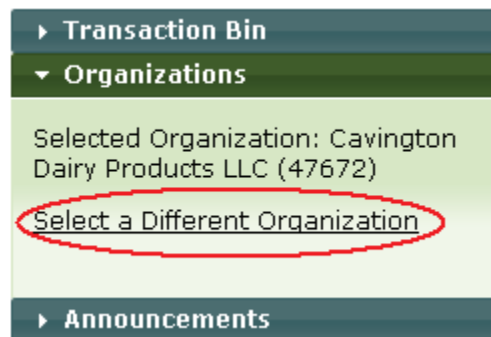 Transaction Bin
Organizations
Selected Organization: Cavington
Dairy Products LLC (47672)
Select a Different Organization
Announcements